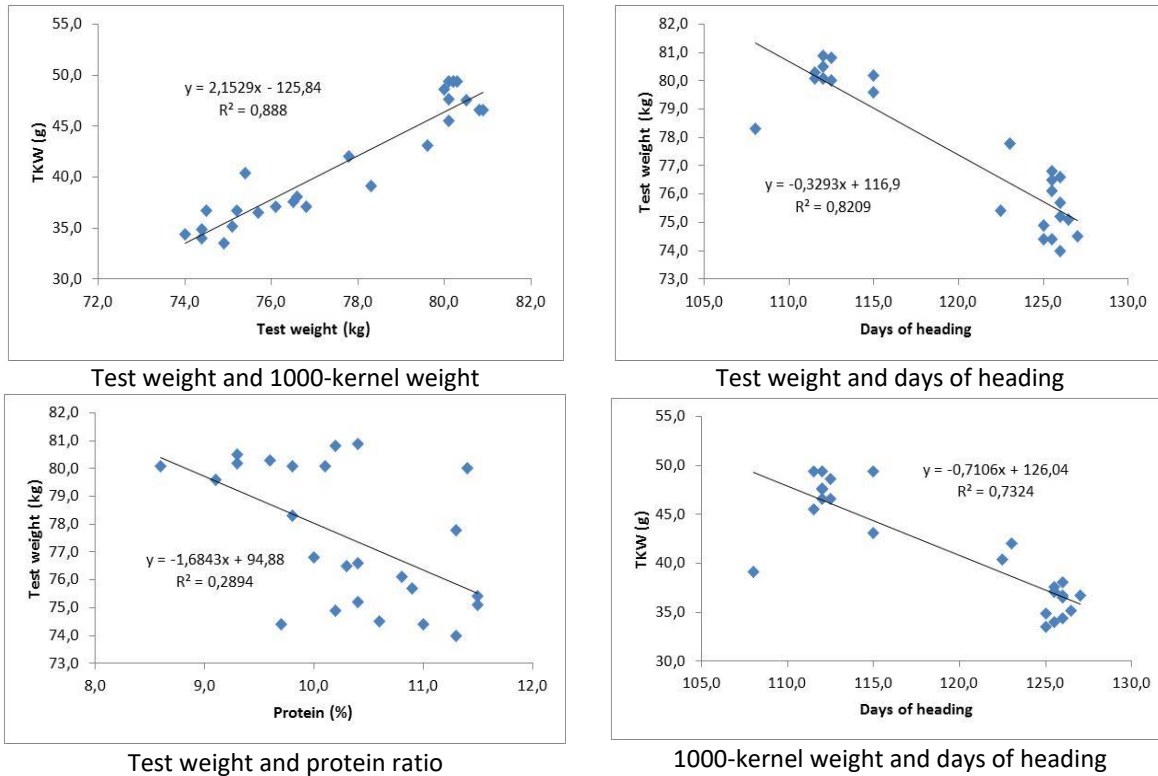 55,0
50,0
45,0
40,0
35,0
30,0
TKW (g)
y = 2,1529x - 125,84
R² = 0,888
72,0 74,0 76,0 78,0 80,0 82,0
Test weight (kg)
Test weight and 1000-kernel weight
82,0
81,0
80,0
79,0
78,0
77,0
76,0
75,0
74,0
73,0
Test weight (kg)
y = -0,3293x + 116,9
R² = 0,8209
105,0 110,0 115,0 120,0 125,0 130,0
Days of heading
Test weight and days of heading
82,0
81,0
80,0
79,0
78,0
77,0
76,0
75,0
74,0
73,0
Test weight (kg)
y = -1,6843x + 94,88
R² = 0,2894
8,0 9,0 10,0 11,0 12,0
Protein (%)
Test weight and protein ratio
55,0
50,0
45,0
40,0
35,0
30,0
TKW (g)
y = -0,7106x + 126,04
R² = 0,7324
105,0 110,0 115,0 120,0 125,0 130,0
Days of heading
1000-kernel weight and days of heading